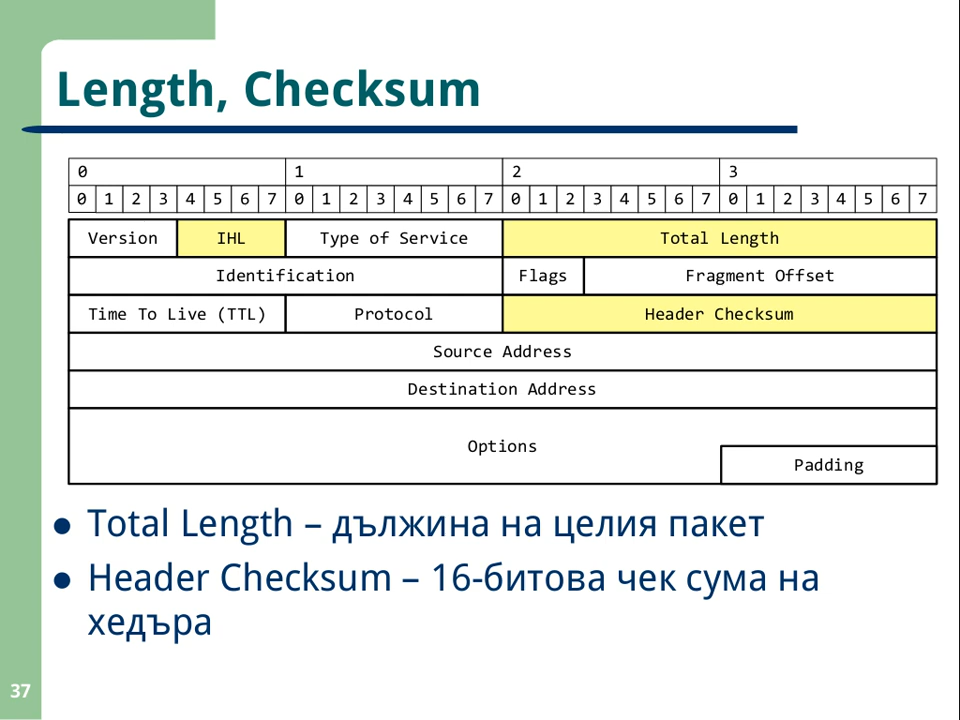 Length, Checksum
0 1 2 3
0 1 2 3 4 5 6 7 0 1 2 3 4 5 6 7 0 1 2 3 4 5 6 7 0 1 2 3 4 5 6 7
Version IHL Type of Service Total Length
Identification Flags Fragment Offset
Time To Live (TTL) Protocol Header Checksum
Source Address
Destination Address
Options
Padding
Total Length – дължина на целия пакет
Header Checksum – 16-битова чек сума на
хедъра
37